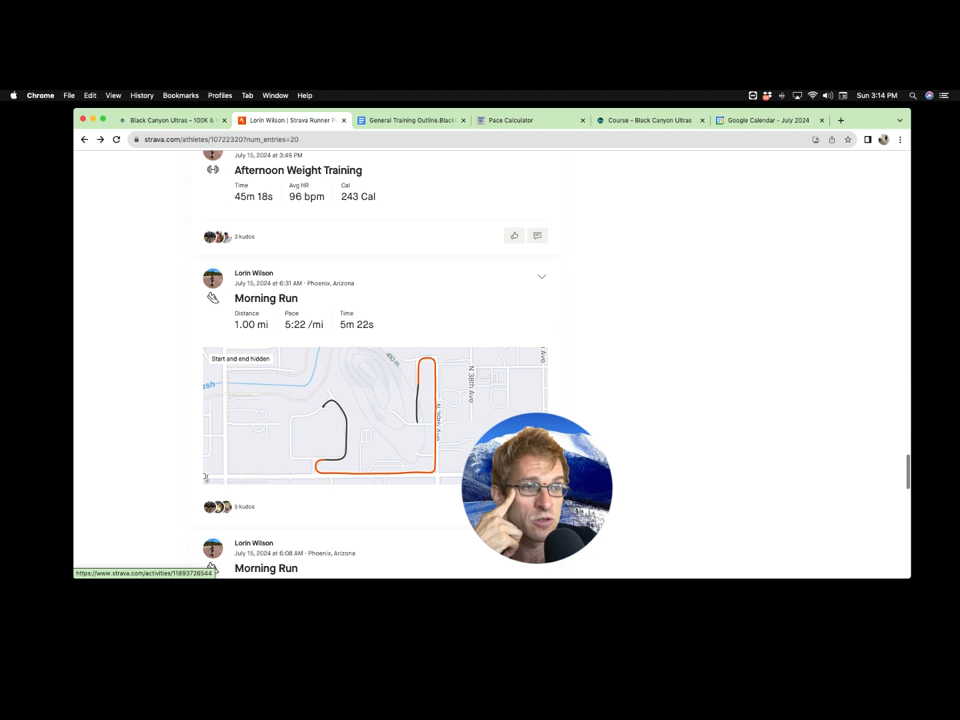 Chrome File Edit View History Bookmarks Profiles Tab Window Help Sun 3:14 PM
Black Canyon Ultras – 100K & Lorin Wilson | Strava Runner P General Training Outline.Black Pace Calculator Course – Black Canyon Ultras Google Calendar - July 2024
strava.com/athletes/10722320?num_entries=20
July 15, 2024 at 3:49 PM
Afternoon Weight Training
Time Avg HR Cal
45m 18s 96 bpm 243 Cal
3 kudos
Lorin Wilson
July 15, 2024 at 6:31 AM · Phoenix, Arizona
Morning Run
Distance Pace Time
1.00 mi 5:22 /mi 5m 22s
Start and end hidden
N 38th Ave
N 39th Ave
5 kudos
Lorin Wilson
July 15, 2024 at 6:08 AM · Phoenix, Arizona
Morning Run
https://www.strava.com/activities/11893726544